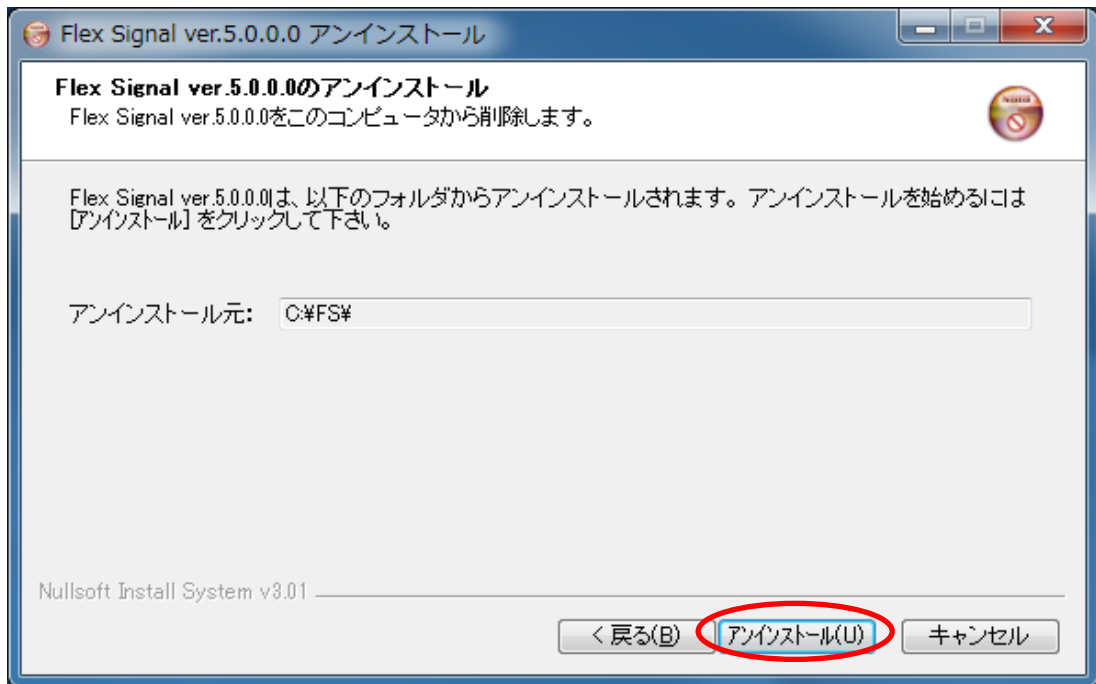 Flex Signal ver.5.0.0.0 アンインストール
Flex Signal ver.5.0.0.0のアンインストール
Flex Signal ver.5.0.0.0をこのコンピュータから削除します。
Flex Signal ver.5.0.0.0は、以下のフォルダからアンインストールされます。アンインストールを始めるには
[アンインストール] をクリックして下さい。
アンインストール元: C:¥FS¥
Nullsoft Install System v3.01
< 戻る(B) アンインストール(U) キャンセル